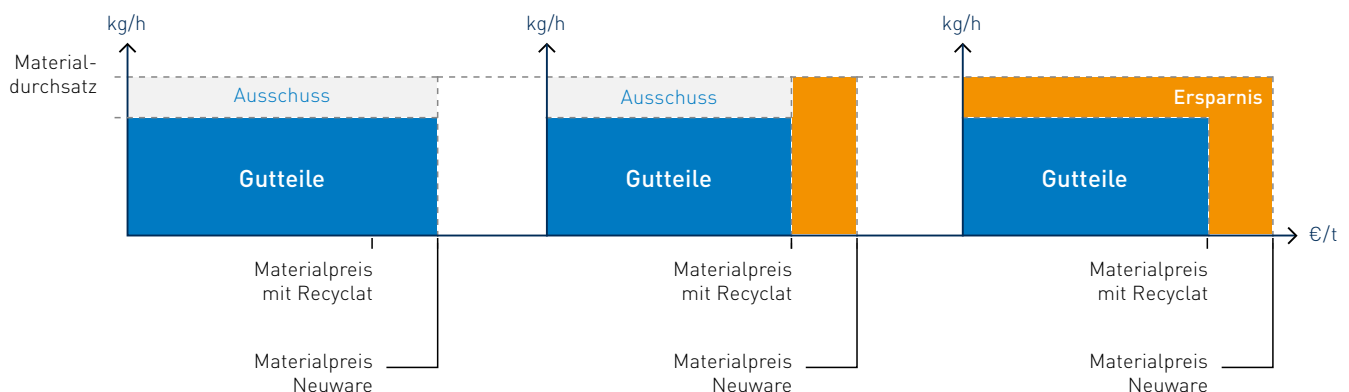 kg/h
kg/h
kg/h
Material-
durchsatz
Ausschuss
Ausschuss
Ersparnis
Gutteile
Gutteile
Gutteile
€/t
Materialpreis
mit Recyclat
Materialpreis
mit Recyclat
Materialpreis
mit Recyclat
Materialpreis
Neuware
Materialpreis
Neuware
Materialpreis
Neuware